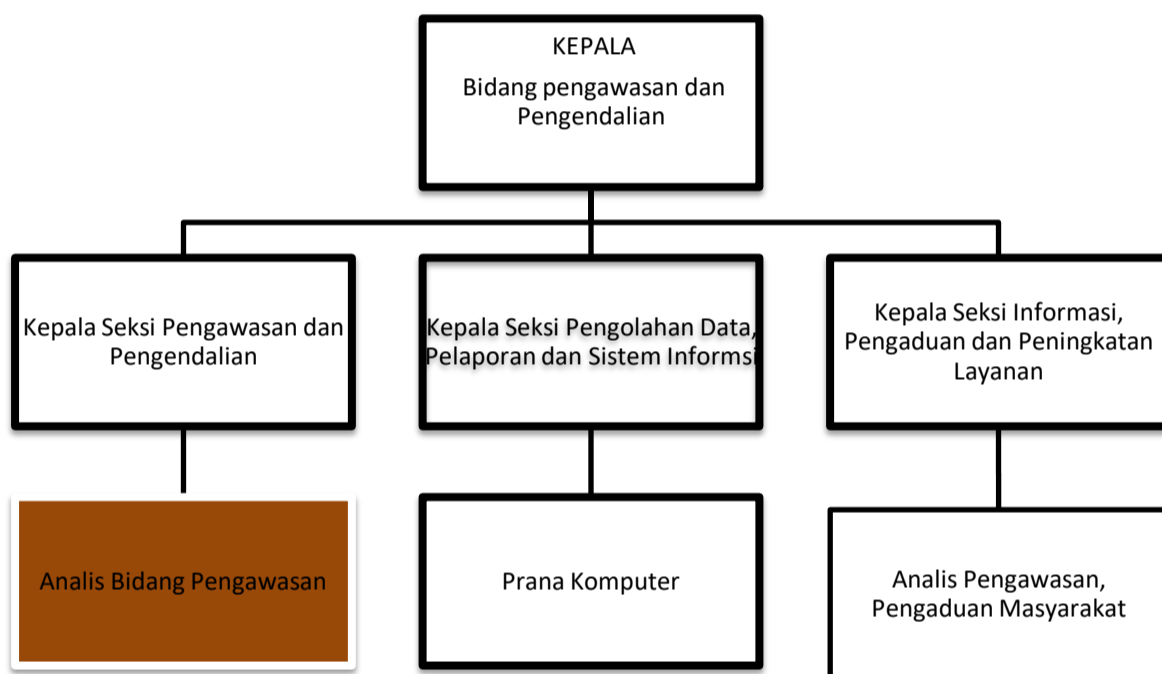 KEPALA
Bidang pengawasan dan
Pengendalian
Kepala Seksi Pengawasan dan
Pengendalian
Kepala Seksi Pengolahan Data,
Pelaporan dan Sistem Informsi
Kepala Seksi Informasi,
Pengaduan dan Peningkatan
Layanan
Analis Bidang Pengawasan
Prana Komputer
Analis Pengawasan,
Pengaduan Masyarakat